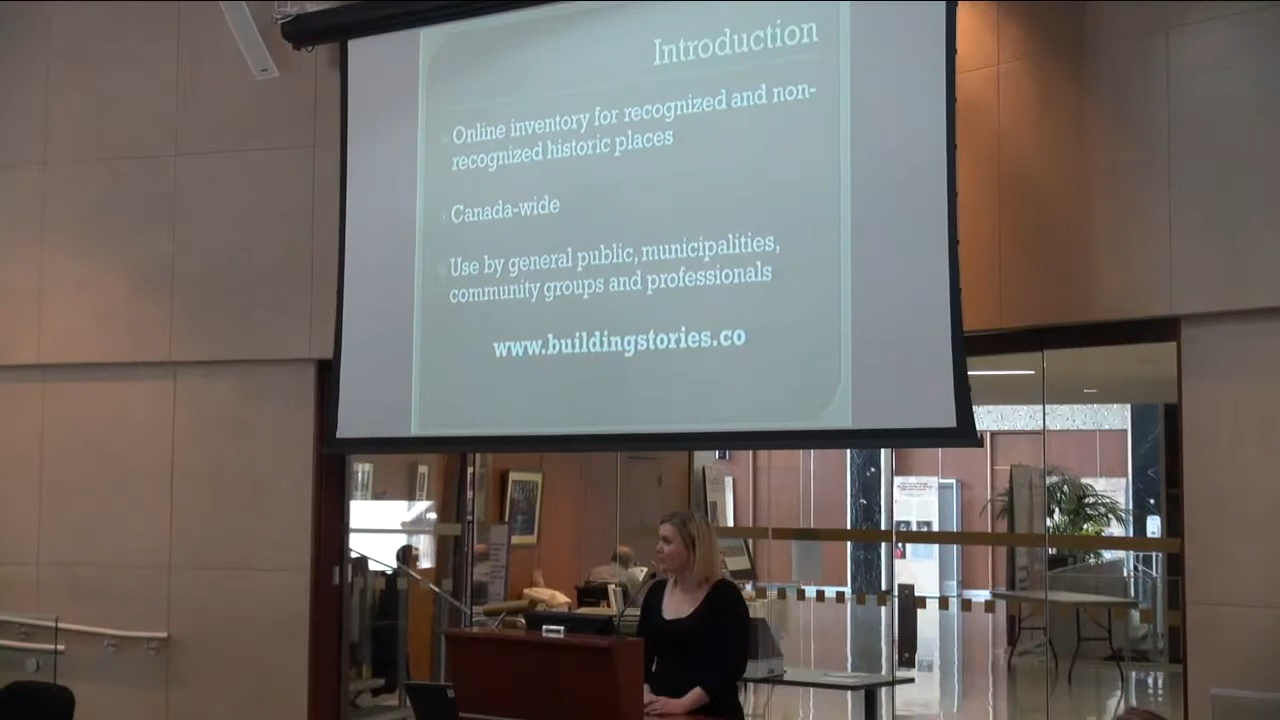 Introduction
Online inventory for recognized and non-
recognized historic places
Canada-wide
Use by general public, municipalities,
community groups and professionals
www.buildingstories.co